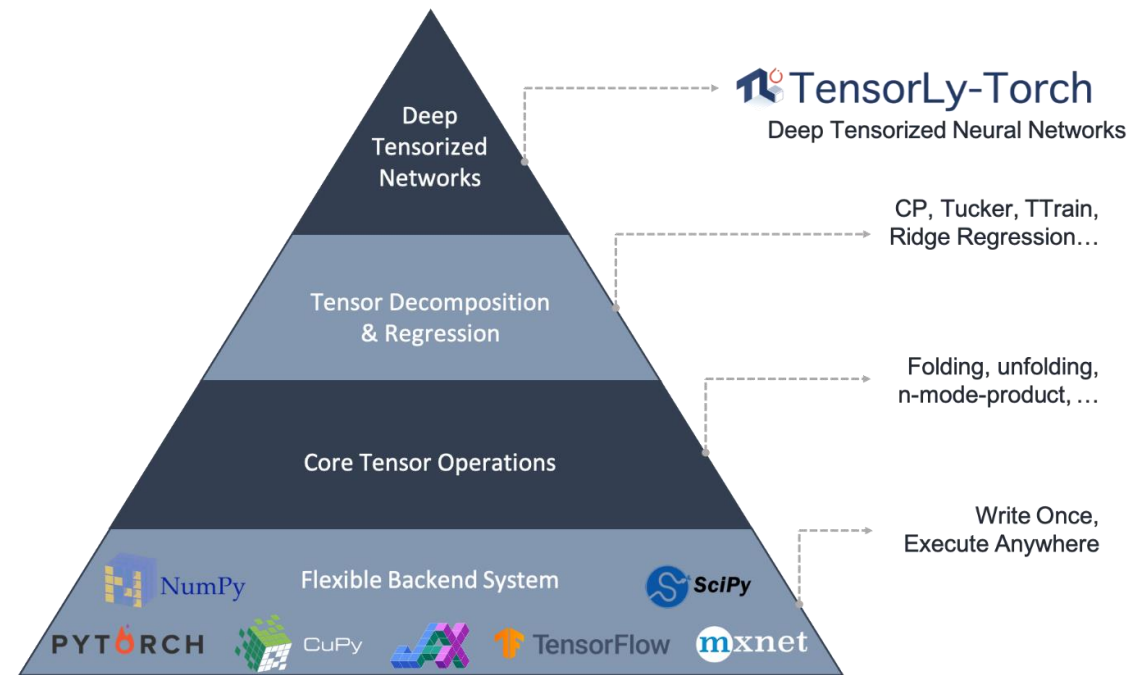 Deep
Tensorized
Networks
TensorLy-Torch
Deep Tensorized Neural Networks
Tensor Decomposition
& Regression
CP, Tucker, TTrain,
Ridge Regression...
Core Tensor Operations
Folding, unfolding,
n-mode-product, ...
Flexible Backend System
Write Once,
Execute Anywhere
NumPy
SciPy
PYTORCH
CuPy
JAX
TensorFlow
mxnet